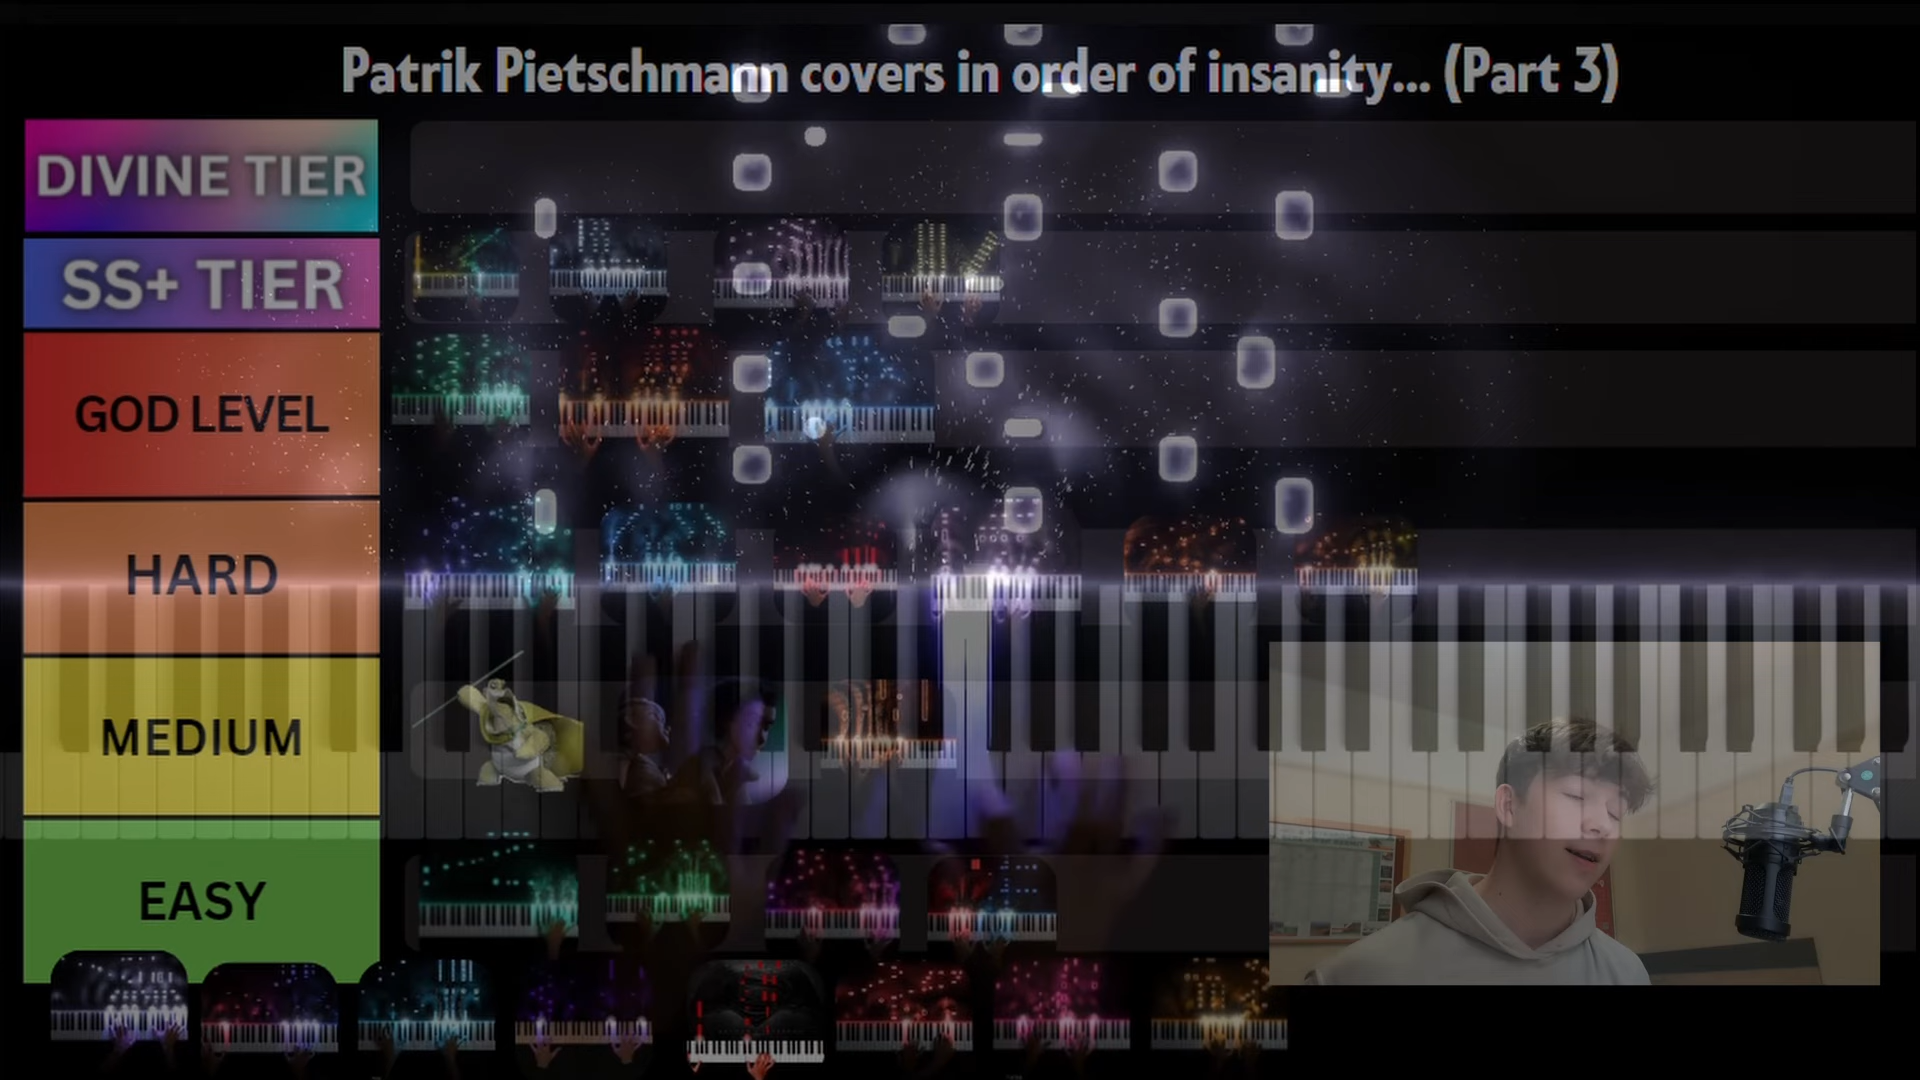 Patrik Pietschmann covers in order of insanity... (Part 3)
DIVINE TIER
SS+ TIER
GOD LEVEL
HARD
MEDIUM
EASY